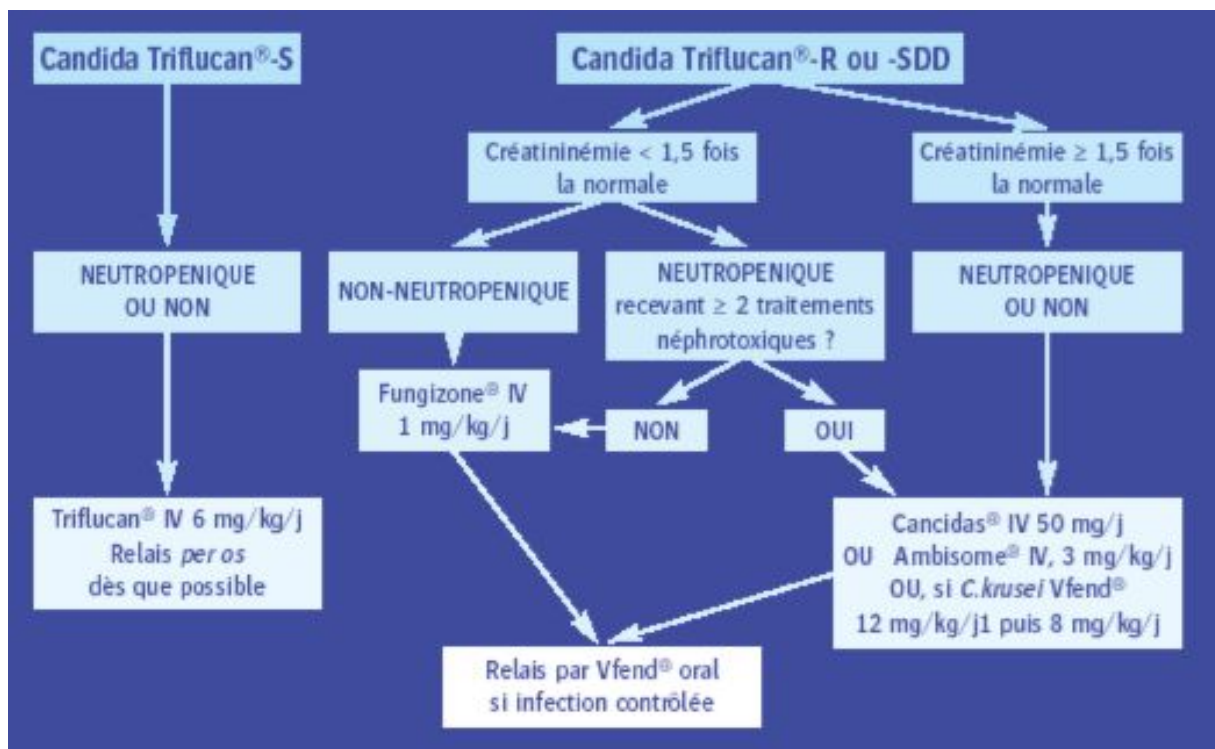 Candida Triflucan®-S
Candida Triflucan®-R ou -SDD
Créatininémie < 1,5 fois
la normale
Créatininémie ≥ 1,5 fois
la normale
NEUTROPENIQUE
OU NON
NON-NEUTROPENIQUE
NEUTROPENIQUE
recevant ≥ 2 traitements
néphrotoxiques ?
NEUTROPENIQUE
OU NON
Fungizone® IV
1 mg/kg/j
NON
OUI
Triflucan® IV 6 mg/kg/j
Relais per os
dès que possible
Cancidas® IV 50 mg/j
OU Ambisome® IV, 3 mg/kg/j
OU, si C.krusei Vfend®
12 mg/kg/j1 puis 8 mg/kg/j
Relais par Vfend® oral
si infection contrôlée